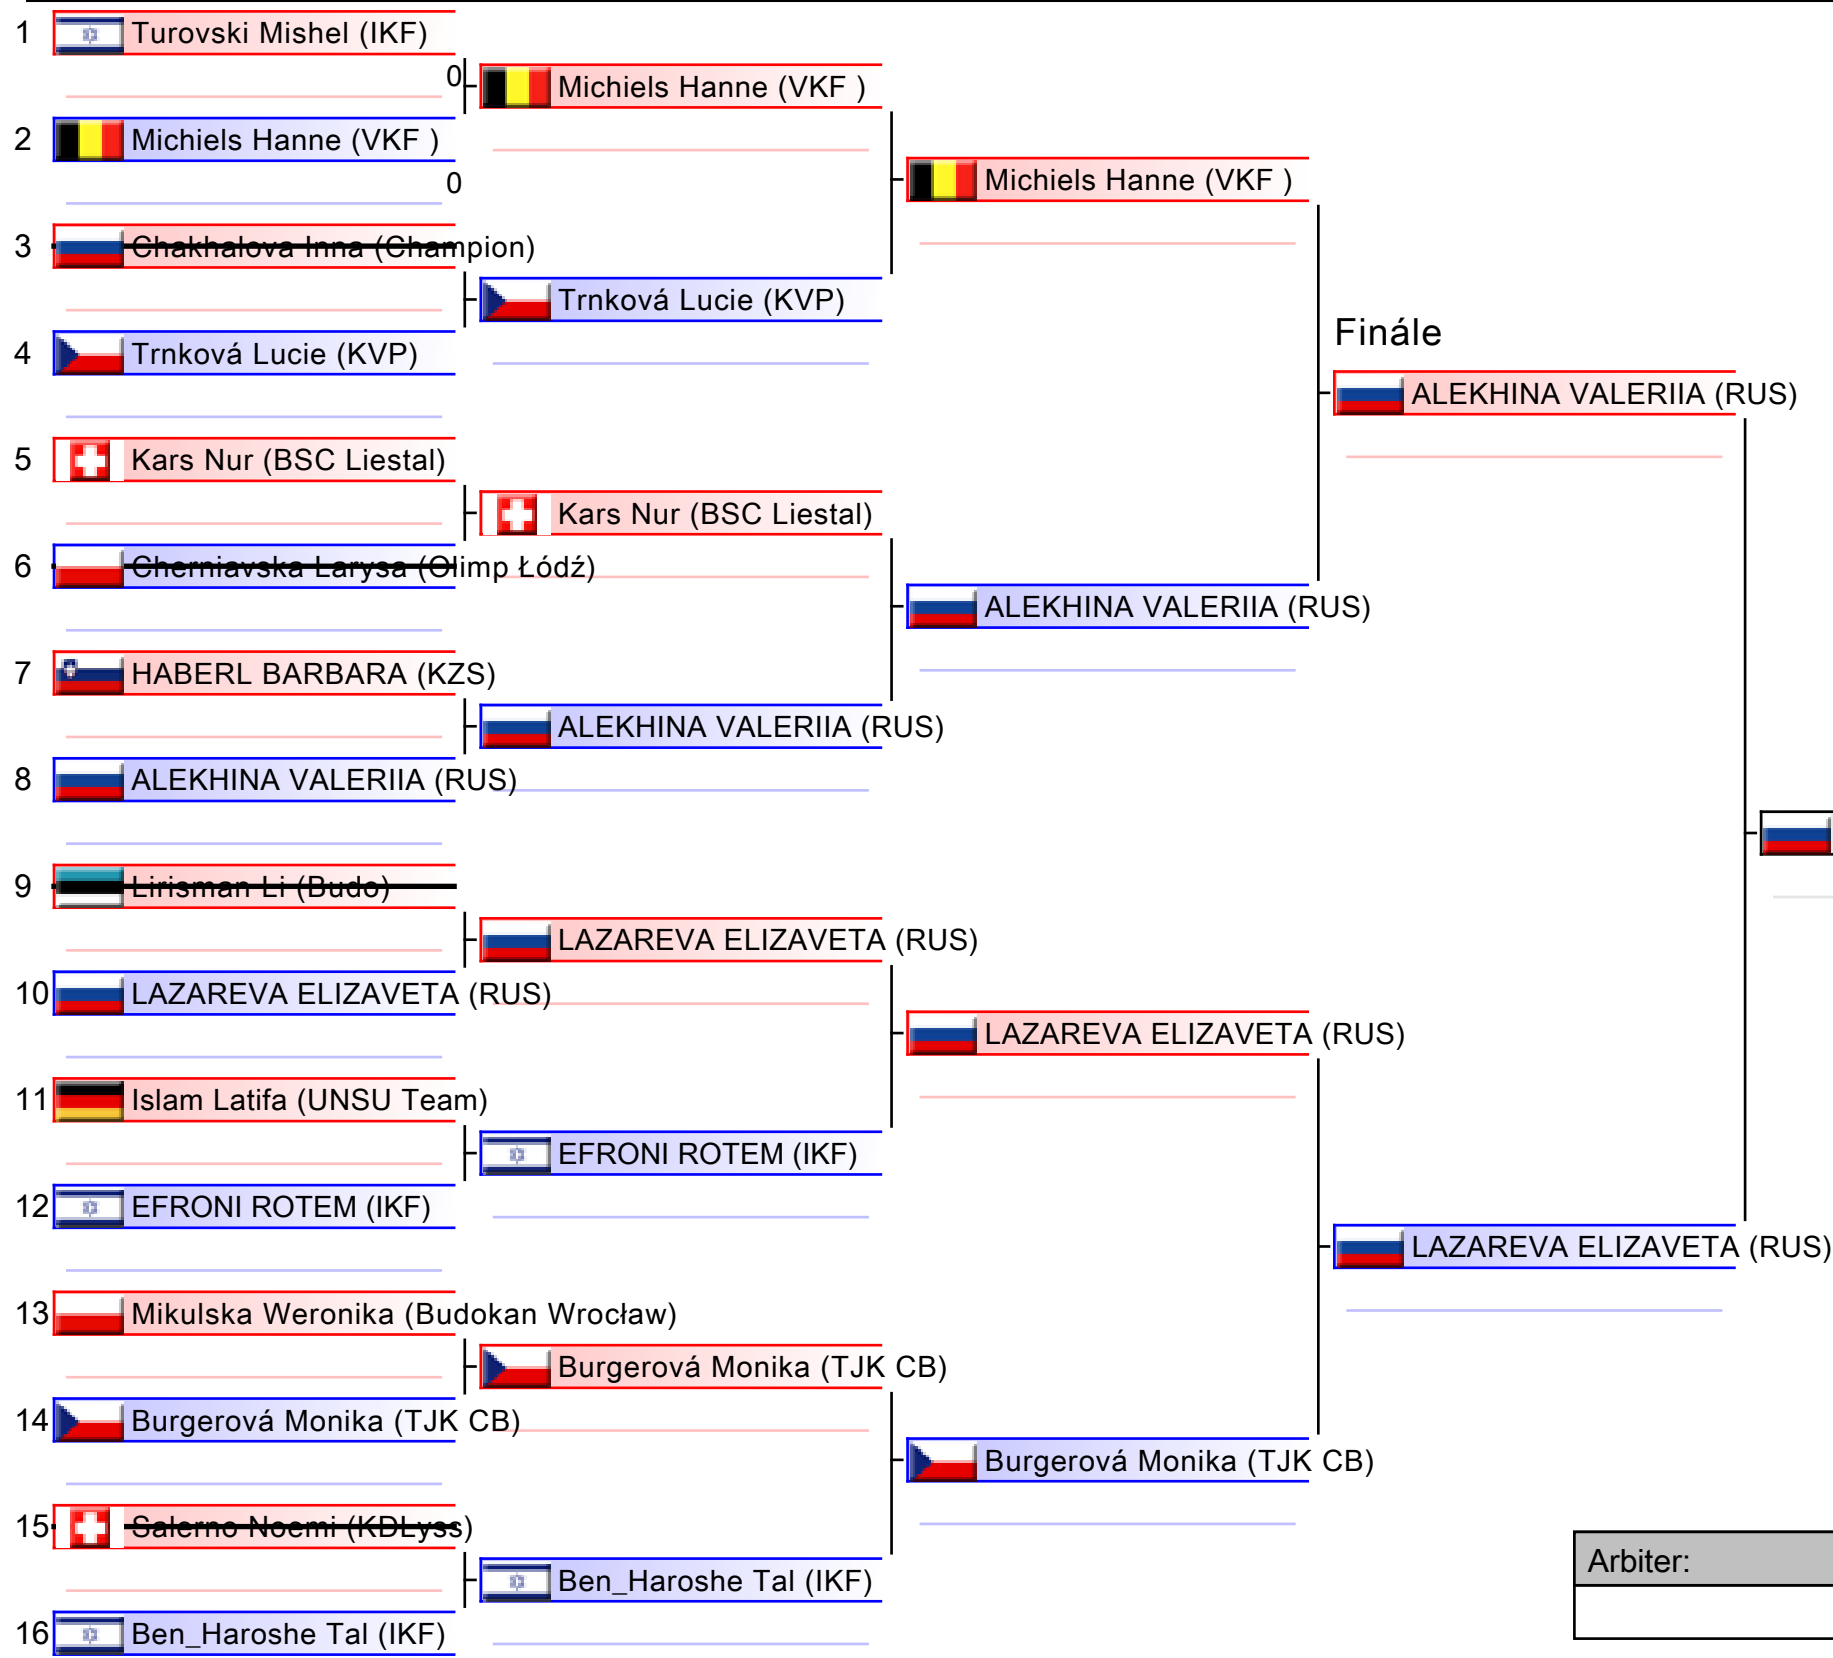 1 Turovski Mishel (IKF)
0
2 Michiels Hanne (VKF )
0
3 Chakhalova Inna (Champion)
4 Trnková Lucie (KVP)
5 Kars Nur (BSC Liestal)
6 Cherniavska Larysa (Olimp Łódź)
7 HABERL BARBARA (KZS)
8 ALEKHINA VALERIIA (RUS)
9 Lirisman Li (Budo)
10 LAZAREVA ELIZAVETA (RUS)
11 Islam Latifa (UNSU Team)
12 EFRONI ROTEM (IKF)
13 Mikulska Weronika (Budokan Wrocław)
14 Burgerová Monika (TJK CB)
15 Salerno Noemi (KDLyss)
16 Ben_Haroshe Tal (IKF)
Michiels Hanne (VKF )
Trnková Lucie (KVP)
Kars Nur (BSC Liestal)
ALEKHINA VALERIIA (RUS)
LAZAREVA ELIZAVETA (RUS)
EFRONI ROTEM (IKF)
Burgerová Monika (TJK CB)
Ben_Haroshe Tal (IKF)
Michiels Hanne (VKF )
ALEKHINA VALERIIA (RUS)
LAZAREVA ELIZAVETA (RUS)
Burgerová Monika (TJK CB)
Finále
ALEKHINA VALERIIA (RUS)
LAZAREVA ELIZAVETA (RUS)
Arbiter: